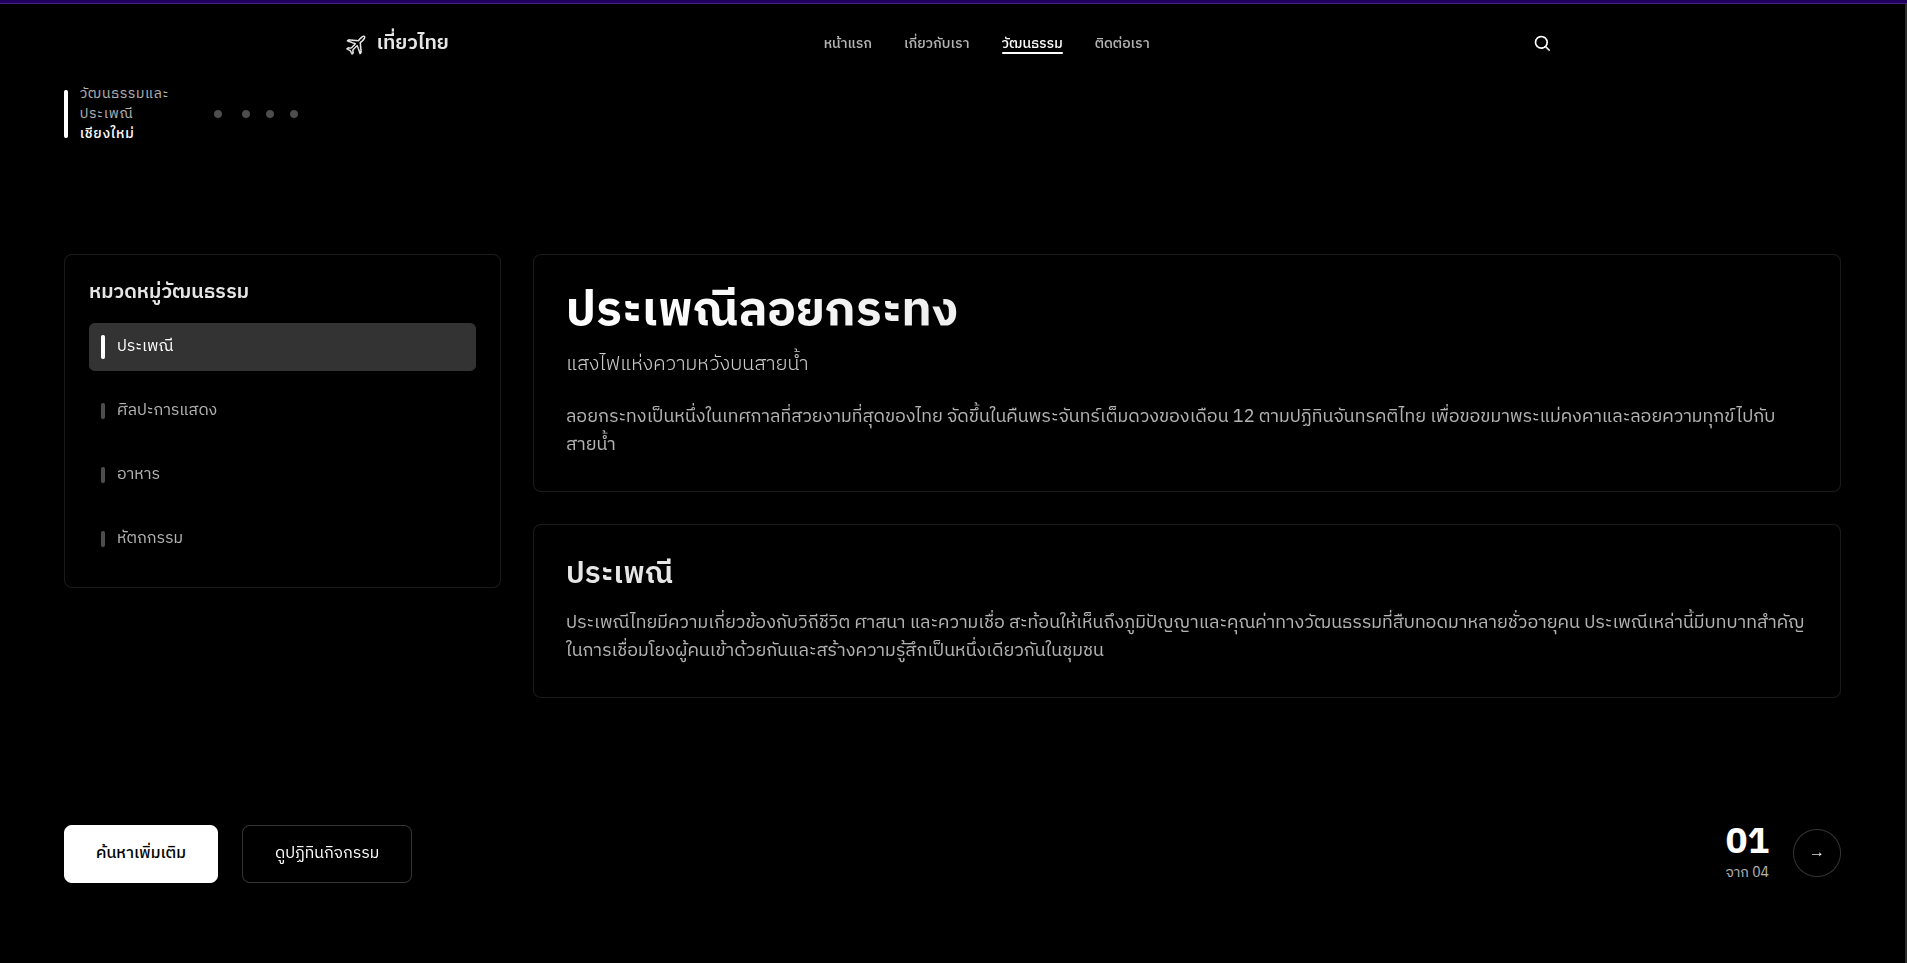 เที่ยวไทย
หน้าแรก
เกี่ยวกับเรา
วัฒนธรรม
ติดต่อเรา
วัฒนธรรมและ
ประเพณี
เชียงใหม่
หมวดหมู่วัฒนธรรม
ประเพณี
ศิลปะการแสดง
อาหาร
หัตถกรรม
ประเพณีลอยกระทง
แสงไฟแห่งความหวังบนสายน้ำ
ลอยกระทงเป็นหนึ่งในเทศกาลที่สวยงามที่สุดของไทย จัดขึ้นในคืนพระจันทร์เต็มดวงของเดือน 12 ตามปฏิทินจันทรคติไทย เพื่อขอขมาพระแม่คงคาและลอยความทุกข์ไปกับ
สายน้ำ
ประเพณี
ประเพณีไทยมีความเกี่ยวข้องกับวิถีชีวิต ศาสนา และความเชื่อ สะท้อนให้เห็นถึงภูมิปัญญาและคุณค่าทางวัฒนธรรมที่สืบทอดมาหลายชั่วอายุคน ประเพณีเหล่านี้มีบทบาทสำคัญ
ในการเชื่อมโยงผู้คนเข้าด้วยกันและสร้างความรู้สึกเป็นหนึ่งเดียวกันในชุมชน
ค้นหาเพิ่มเติม
ดูปฏิทินกิจกรรม
01
จาก 04
→